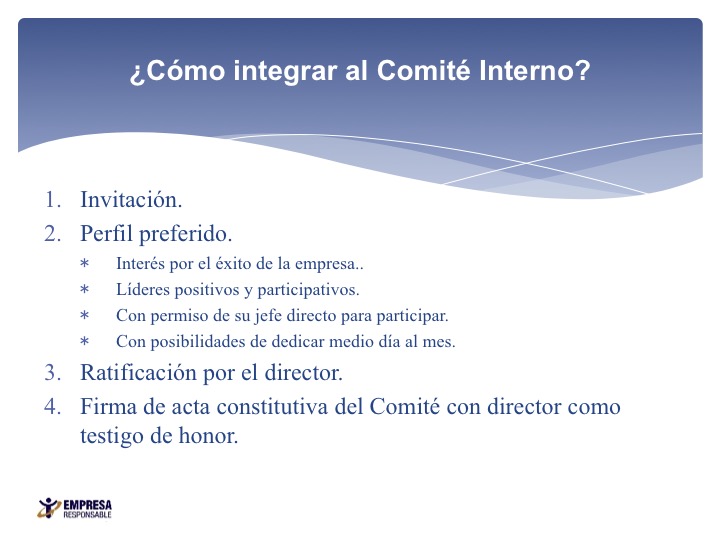 ¿Cómo integrar al Comité Interno?
1. Invitación.
2. Perfil preferido.
* Interés por el éxito de la empresa..
* Líderes positivos y participativos.
* Con permiso de su jefe directo para participar.
* Con posibilidades de dedicar medio día al mes.
3. Ratificación por el director.
4. Firma de acta constitutiva del Comité con director como
testigo de honor.
EMPRESA
RESPONSABLE